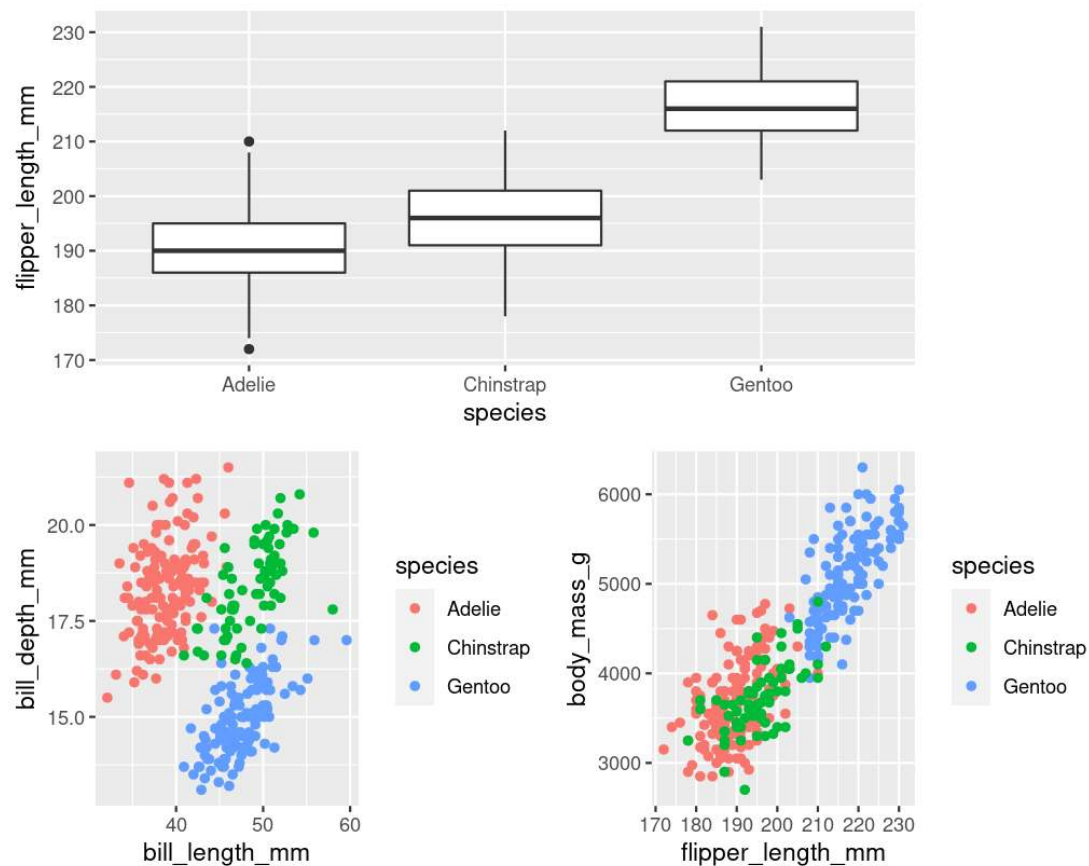 flipper_length_mm
230
220
210
200
190
180
170
Adelie
Chinstrap
Gentoo
species
bill_depth_mm
20.0
17.5
15.0
40
50
60
bill_length_mm
species
Adelie
Chinstrap
Gentoo
body_mass_g
6000
5000
4000
3000
170 180 190 200 210 220 230
flipper_length_mm
species
Adelie
Chinstrap
Gentoo